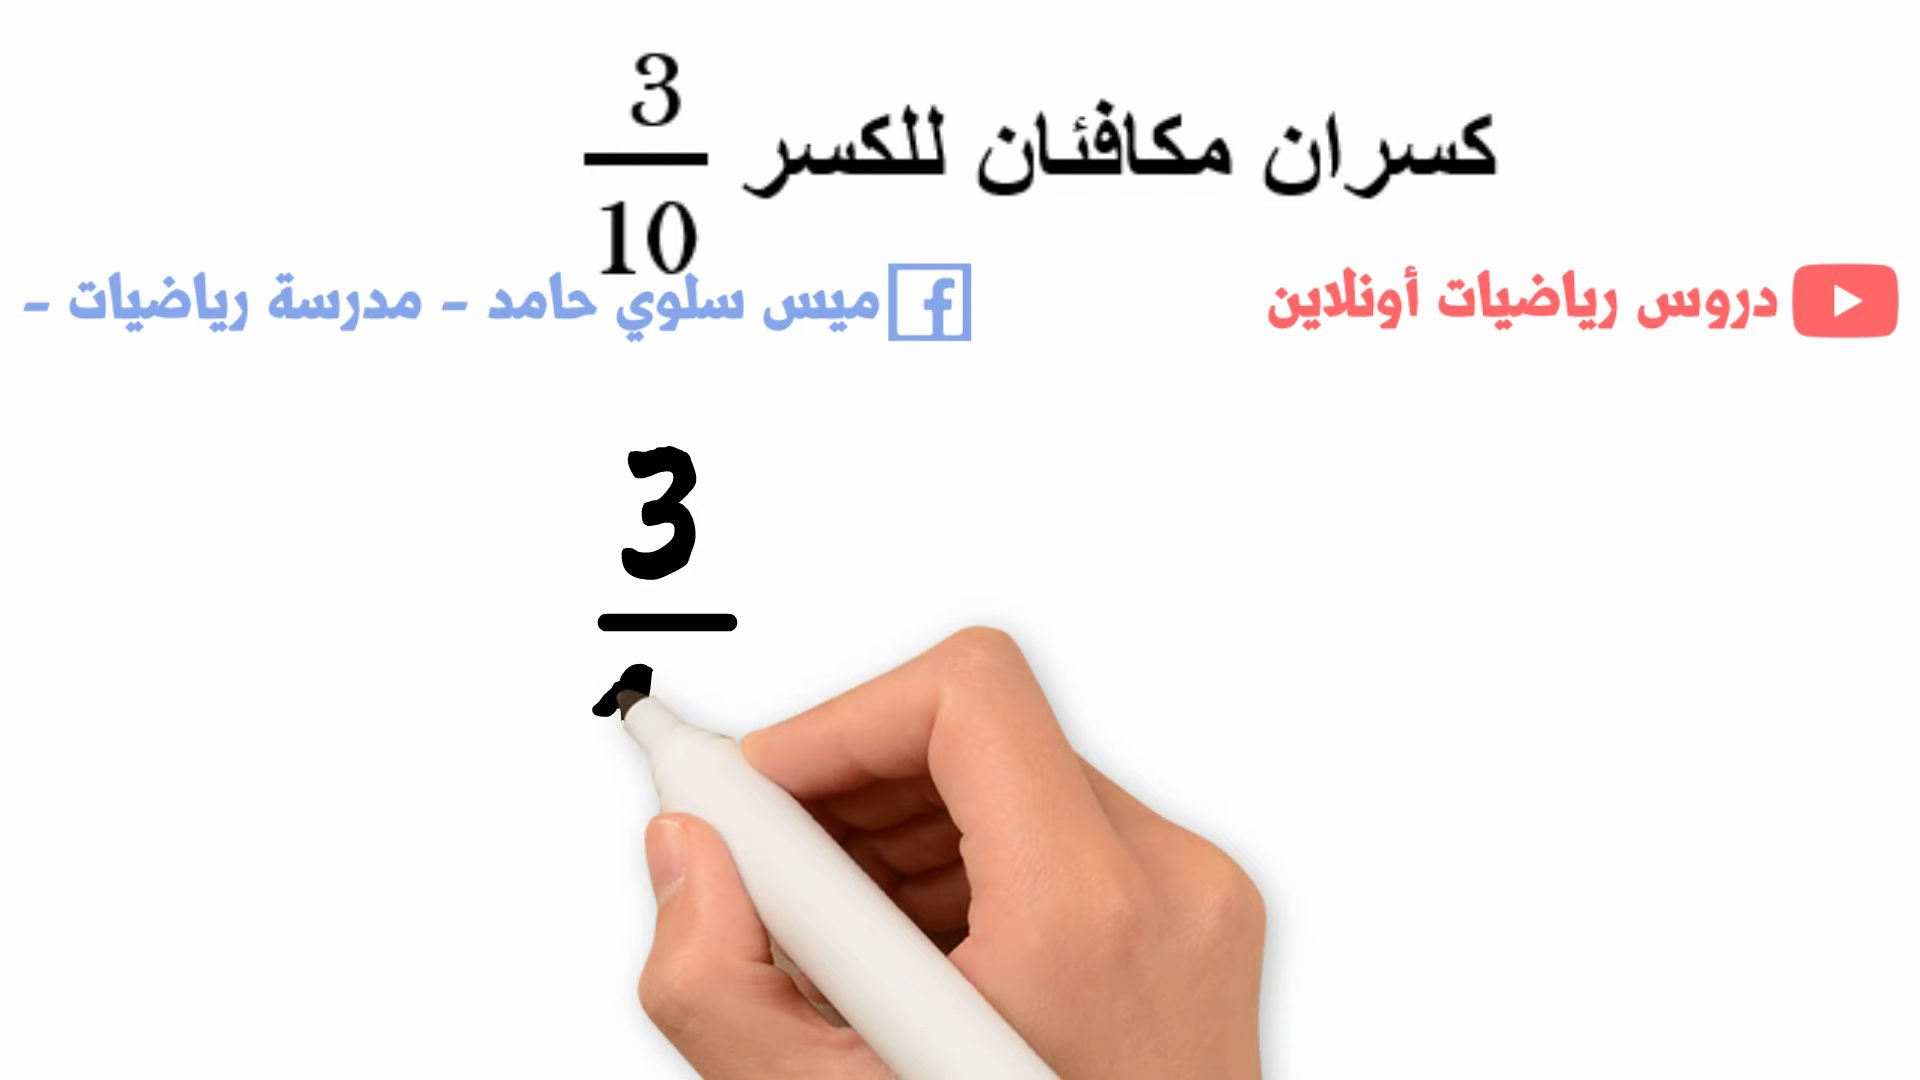 كسران مكافئان للكسر 3/10
دروس رياضيات أونلاين
ميس سلوي حامد - مدرسة رياضيات -
3